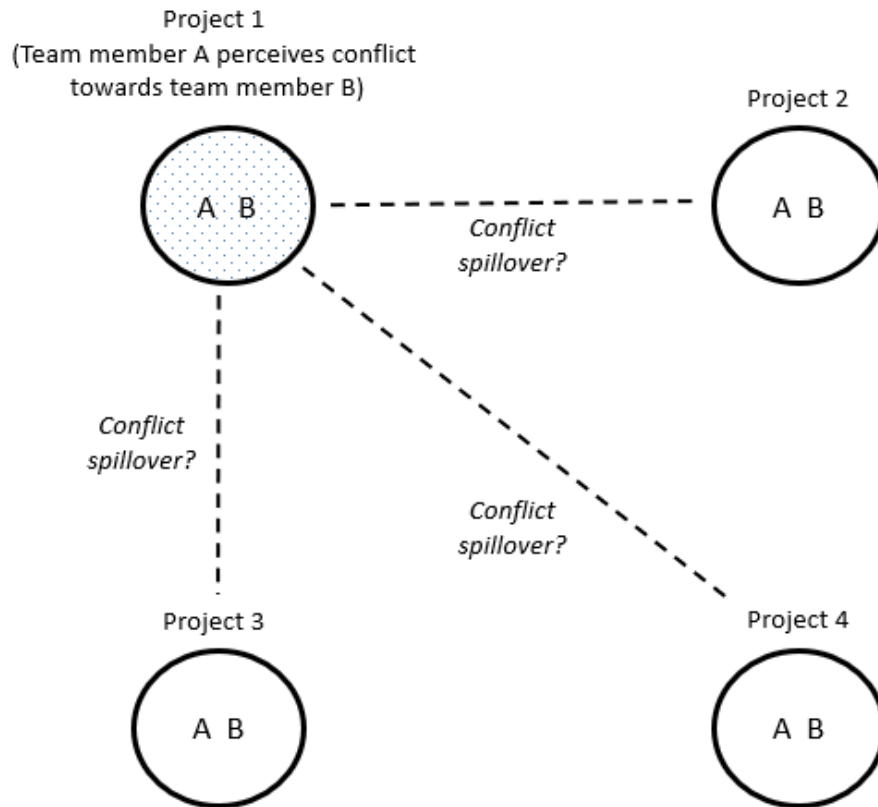 Project 1
(Team member A perceives conflict
towards team member B)
Project 2
A B
A B
Conflict
spillover?
Conflict
spillover?
Conflict
spillover?
Project 3
Project 4
A B
A B